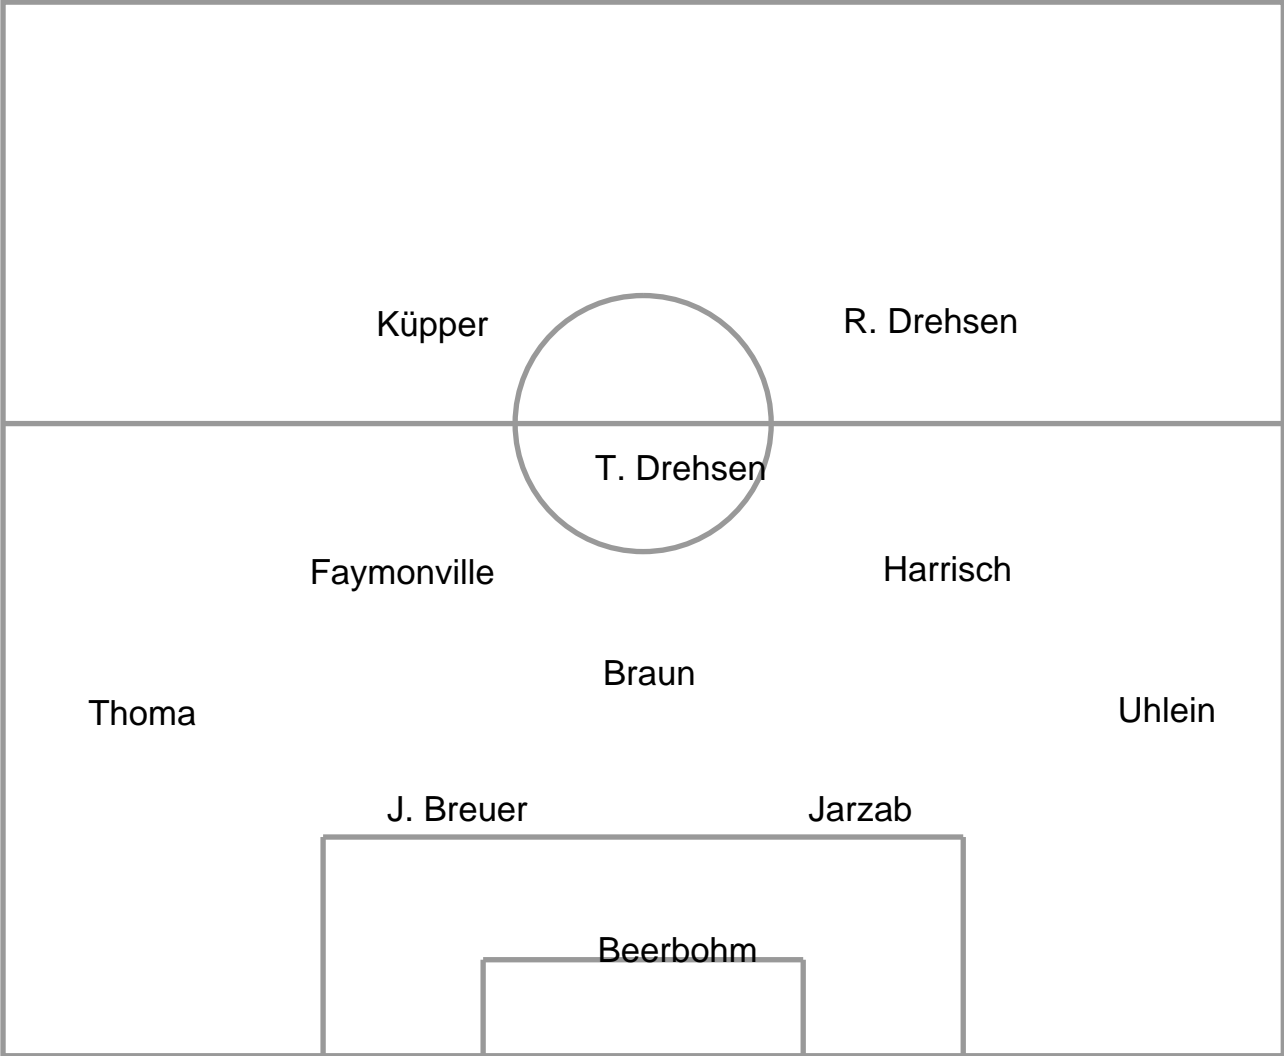 Küpper
R. Drehsen
T. Drehsen
Faymonville
Harrisch
Braun
Thoma
Uhlein
J. Breuer
Jarzab
Beerbohm